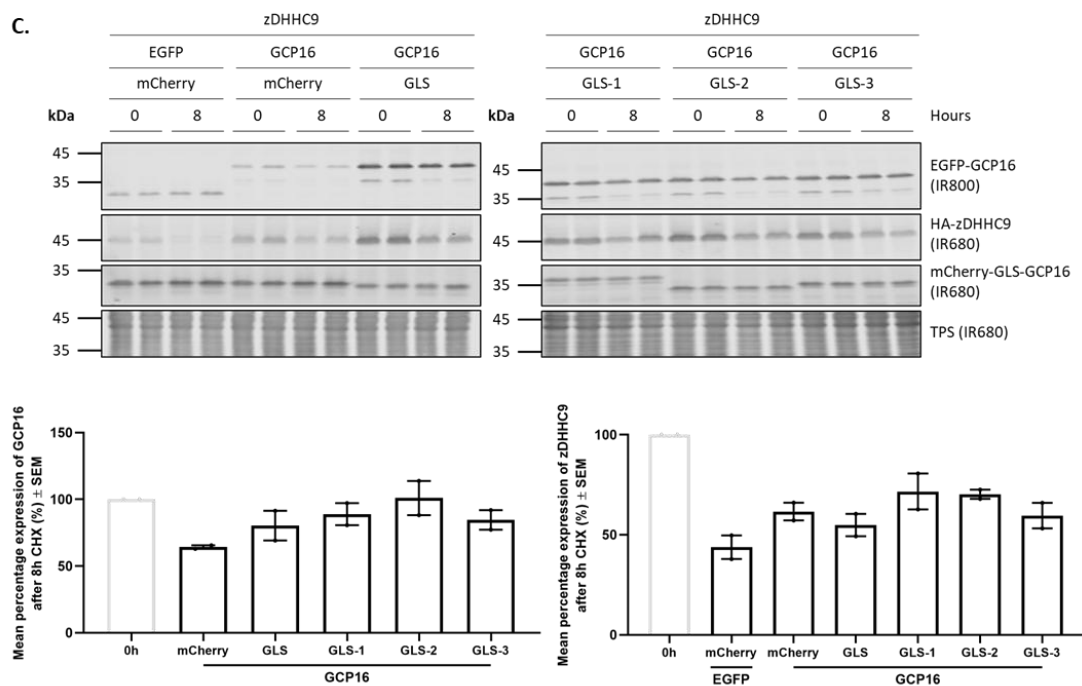 C.
zDHHC9
EGFP GCP16 GCP16
mCherry mCherry GLS
kDa 0 8 0 8 0 8
45
35
45
35
45
35
zDHHC9
GCP16 GCP16 GCP16
GLS-1 GLS-2 GLS-3
kDa 0 8 0 8 0 8 Hours
45
35
45
35
45
35
EGFP-GCP16
(IR800)
HA-zDHHC9
(IR680)
mCherry-GLS-GCP16
(IR680)
TPS (IR680)
Mean percentage expression of GCP16
after 8h CHX (%) ± SEM
150
100
50
0
0h mCherry GLS GLS-1 GLS-2 GLS-3
GCP16
Mean percentage expression of zDHHC9
after 8h CHX (%) ± SEM
100
50
0
0h mCherry mCherry GLS GLS-1 GLS-2 GLS-3
EGFP GCP16